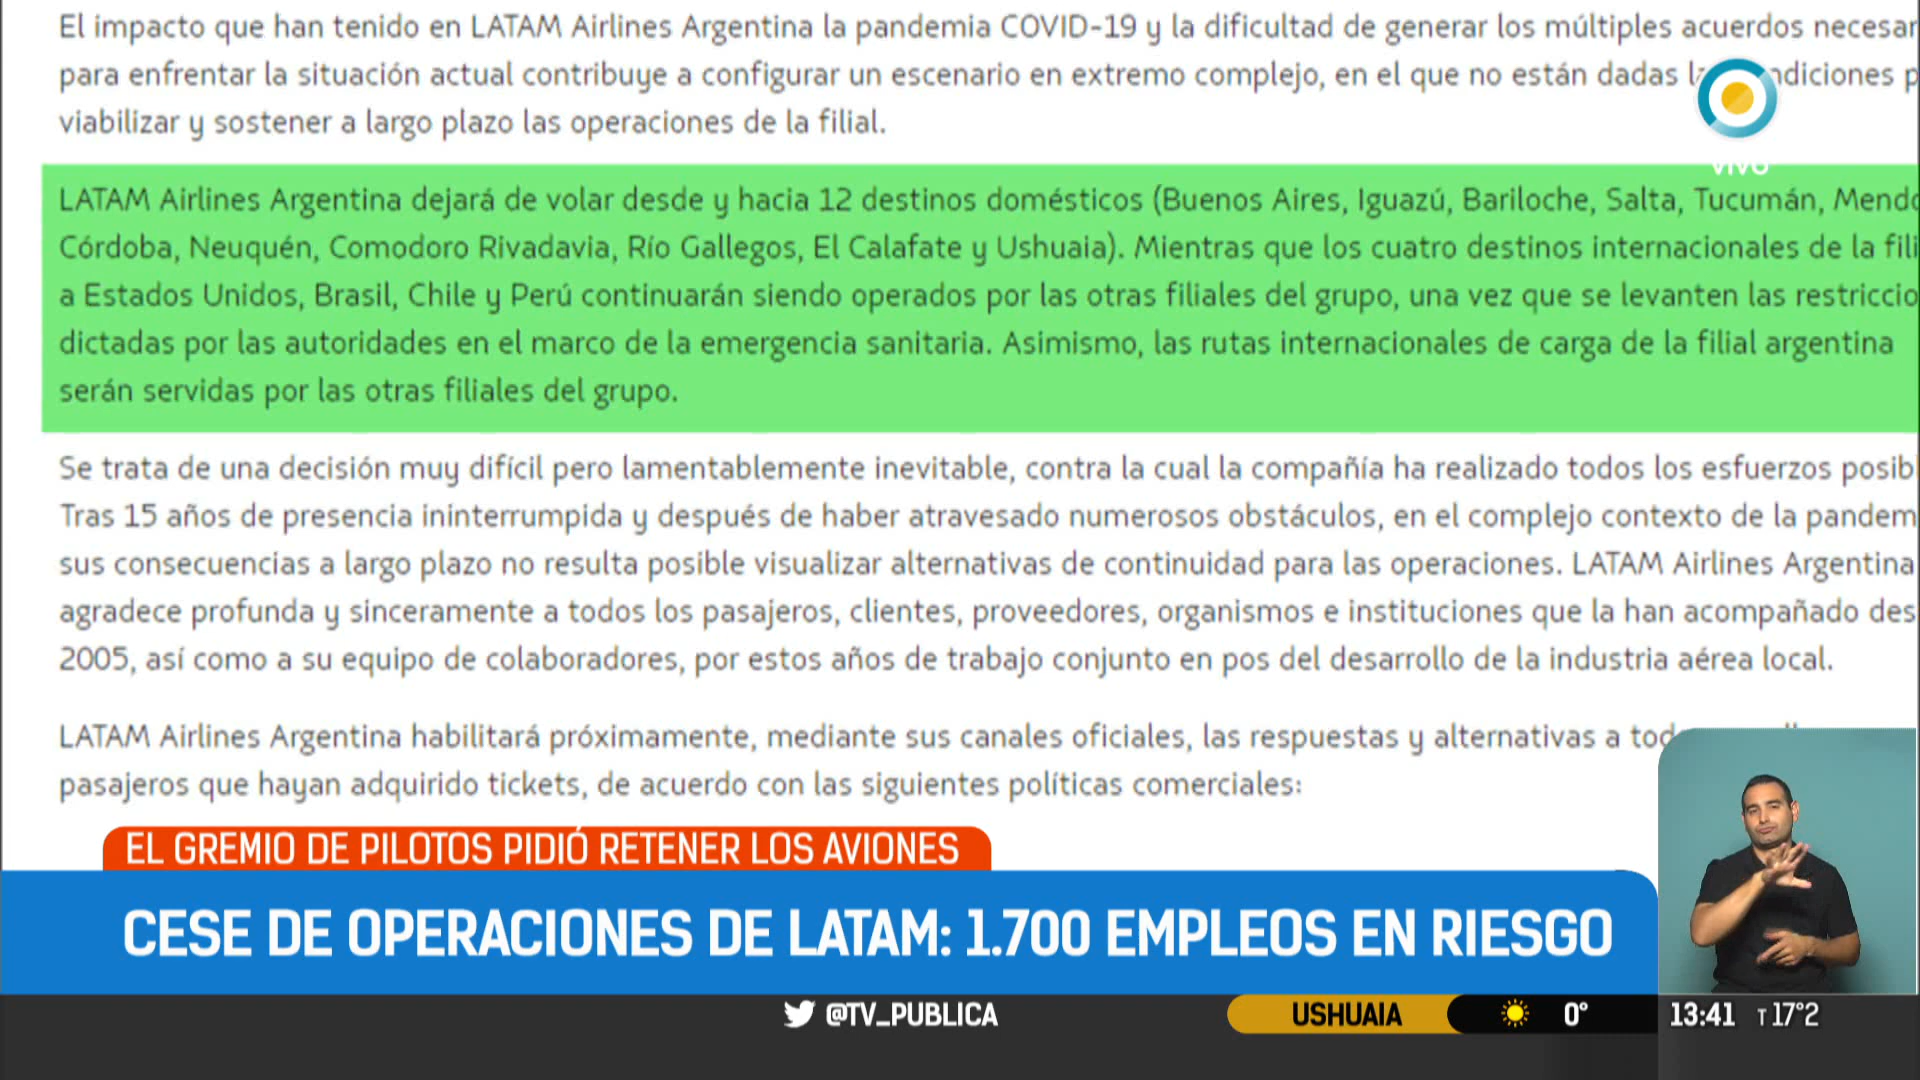 El impacto que han tenido en LATAM Airlines Argentina la pandemia COVID-19 y la dificultad de generar los múltiples acuerdos
para enfrentar la situación actual contribuye a configurar un escenario en extremo complejo, en el que no están dadas
viabilizar y sostener a largo plazo las operaciones de la filial.
VIVO
LATAM Airlines Argentina dejará de volar desde y hacia 12 destinos domésticos (Buenos Aires, Iguazú, Bariloche, Salta, Tucumán,
Córdoba, Neuquén, Comodoro Rivadavia, Río Gallegos, El Calafate y Ushuaia). Mientras que los cuatro destinos internacionales de la
a Estados Unidos, Brasil, Chile y Perú continuarán siendo operados por las otras filiales del grupo, una vez que se levanten las
dictadas por las autoridades en el marco de la emergencia sanitaria. Asimismo, las rutas internacionales de carga de la filial argentina
serán servidas por las otras filiales del grupo.
Se trata de una decisión muy difícil pero lamentablemente inevitable, contra la cual la compañía ha realizado todos los esfuerzos
Tras 15 años de presencia ininterrumpida y después de haber atravesado numerosos obstáculos, en el complejo contexto de la
sus consecuencias a largo plazo no resulta posible visualizar alternativas de continuidad para las operaciones. LATAM Airlines Argentina
agradece profunda y sinceramente a todos los pasajeros, clientes, proveedores, organismos e instituciones que la han acompañado
2005, así como a su equipo de colaboradores, por estos años de trabajo conjunto en pos del desarrollo de la industria aérea local.
LATAM Airlines Argentina habilitará próximamente, mediante sus canales oficiales, las respuestas y alternativas a
pasajeros que hayan adquirido tickets, de acuerdo con las siguientes políticas comerciales:
EL GREMIO DE PILOTOS PIDIÓ RETENER LOS AVIONES
CESE DE OPERACIONES DE LATAM: 1.700 EMPLEOS EN RIESGO
@TV_PUBLICA
USHUAIA 0° 13:41 T 17°2